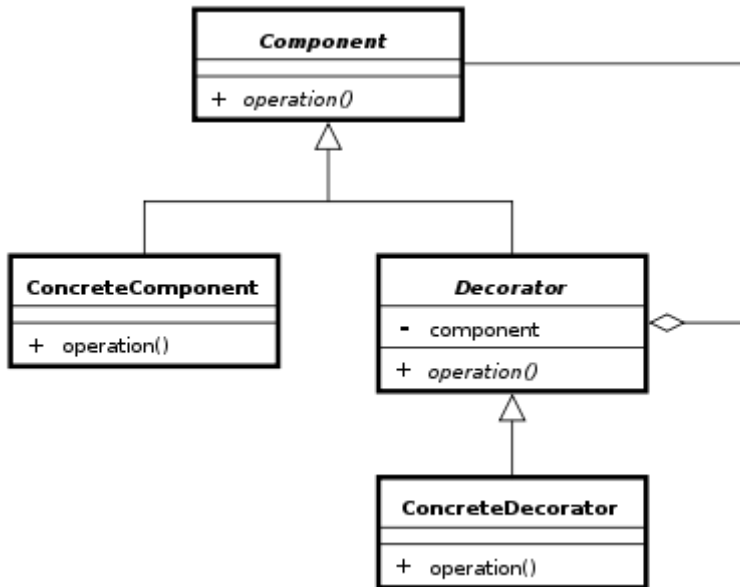 Component
+ operation()
ConcreteComponent
+ operation()
Decorator
- component
+ operation()
ConcreteDecorator
+ operation()